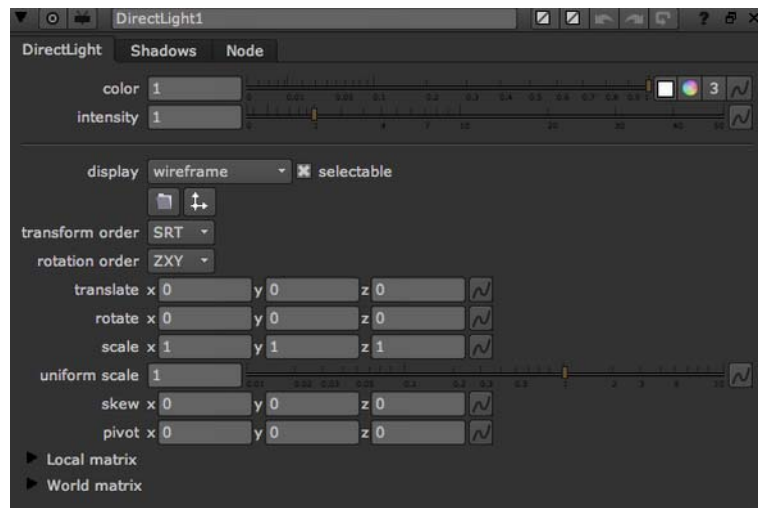 DirectLight1 ?
DirectLight Shadows Node
color 1 3
intensity 1
display wireframe selectable
transform order SRT
rotation order ZXY
translate x 0 y 0 z 0
rotate x 0 y 0 z 0
scale x 1 y 1 z 1
uniform scale 1
skew x 0 y 0 z 0
pivot x 0 y 0 z 0
Local matrix
World matrix